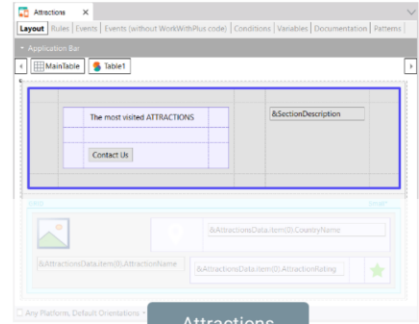 Attractions
Layout Rules Events Events (without WorkWithPlus code) Conditions Variables Documentation Patterns
Application Bar
MainTable Table1
The most visited ATTRACTIONS
&SectionDescription
Contact Us
&AttractionsData.item(0).CountryName
&AttractionsData.item(0).AttractionName
&AttractionsData.item(0).AttractionRating
Any Platform, Default Orientations
Attractions